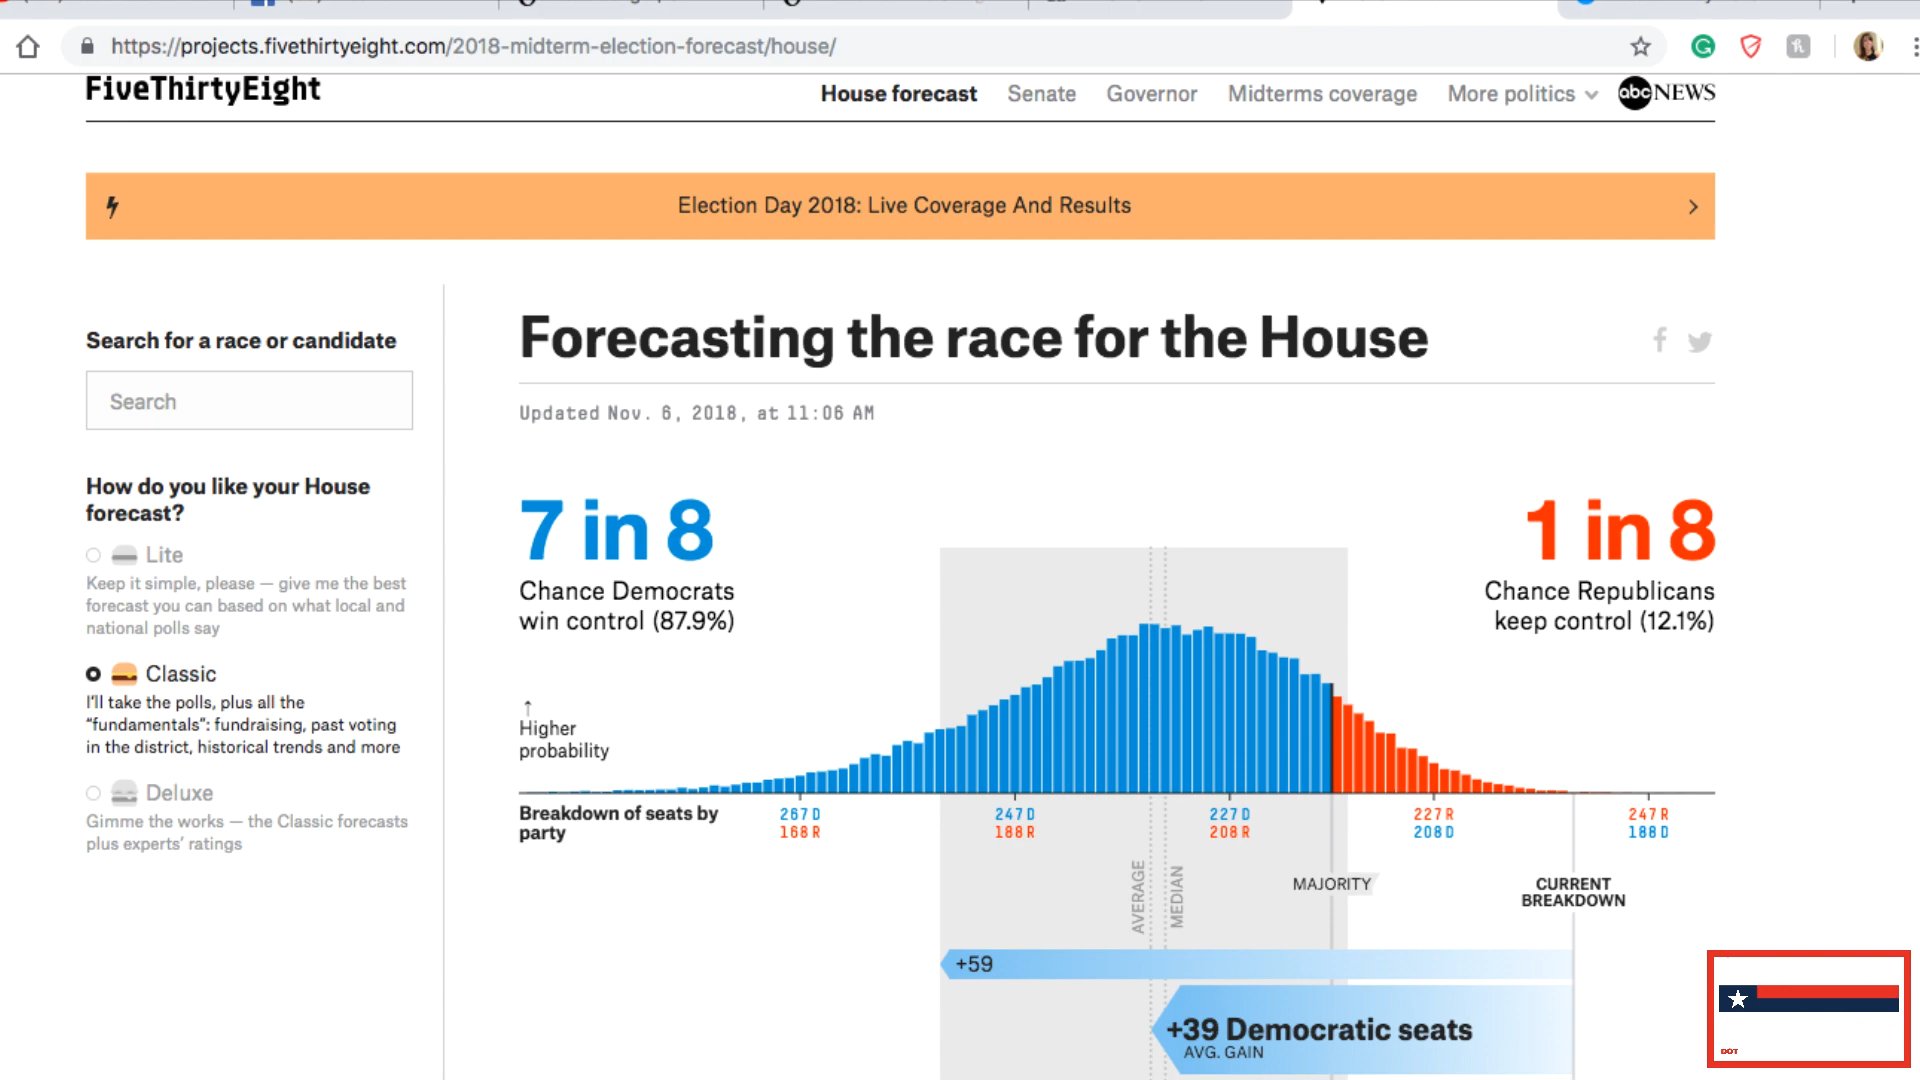 https://projects.fivethirtyeight.com/2018-midterm-election-forecast/house/
FiveThirtyEight
House forecast
Senate
Governor
Midterms coverage
More politics
abc NEWS
Election Day 2018: Live Coverage And Results
Search for a race or candidate
Search
How do you like your House
forecast?
Lite
Keep it simple, please — give me the best
forecast you can based on what local and
national polls say
Classic
I'll take the polls, plus all the
“fundamentals”: fundraising, past voting
in the district, historical trends and more
Deluxe
Gimme the works — the Classic forecasts
plus experts’ ratings
Forecasting the race for the House
Updated Nov. 6, 2018, at 11:06 AM
7 in 8
Chance Democrats
win control (87.9%)
1 in 8
Chance Republicans
keep control (12.1%)
↑
Higher
probability
Breakdown of seats by
party
267 D
168 R
247 D
188 R
227 D
208 R
227 R
208 D
247 R
188 D
AVERAGE
MEDIAN
MAJORITY
CURRENT
BREAKDOWN
+59
+39 Democratic seats
AVG. GAIN
DOT